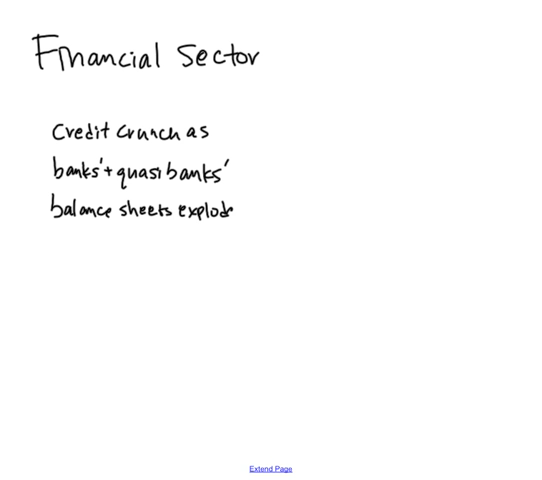 Financial Sector
Credit crunch as
banks'+quasi banks'
balance sheets explode
Extend Page